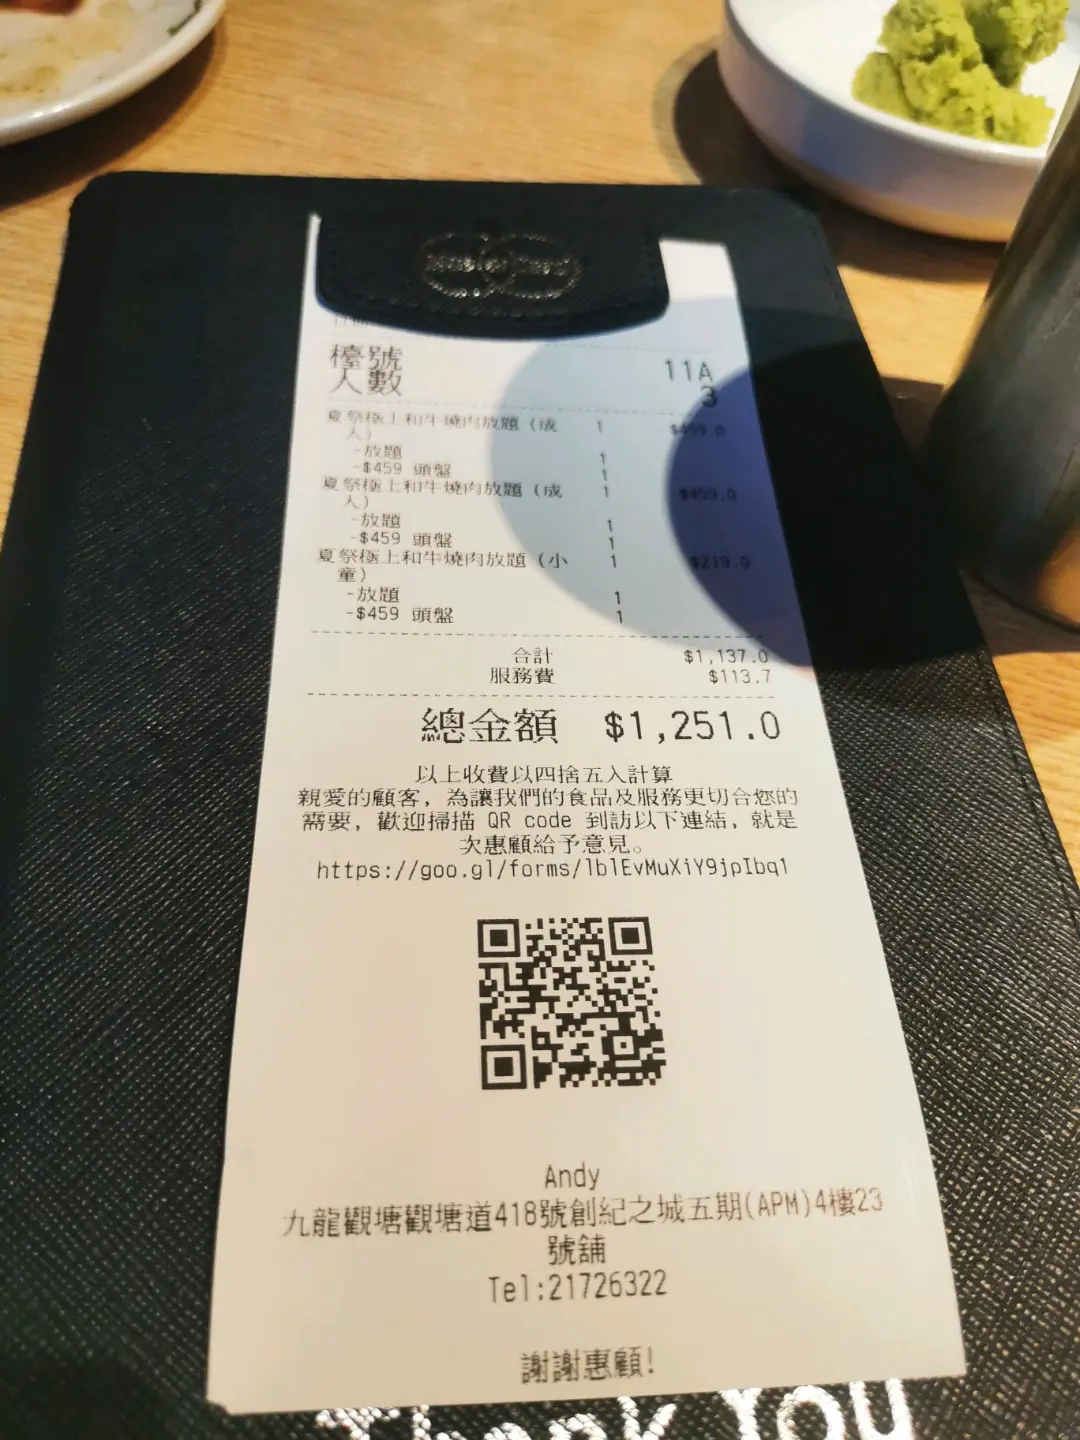 檯號 11A
人數 3
夏祭極上和牛燒肉放題 (成 1 $459.0
人)
-放題 1
-$459 頭盤 1
夏祭極上和牛燒肉放題 (成 1 $459.0
人)
-放題 1
-$459 頭盤 1
夏祭極上和牛燒肉放題 (小 1 $219.0
童)
-放題 1
-$459 頭盤 1
合計 $1,137.0
服務費 $113.7
總金額 $1,251.0
以上收費以四捨五入計算
親愛的顧客, 為讓我們的食品及服務更切合您的
需要, 歡迎掃描 QR code 到訪以下連結, 就是
次惠顧給予意見。
https://goo.gl/forms/lblEvMuXiY9jpIbq1
Andy
九龍觀塘觀塘道418號創紀之城五期(APM)4樓23
號舖
Tel:21726322
謝謝惠顧!
Thank You